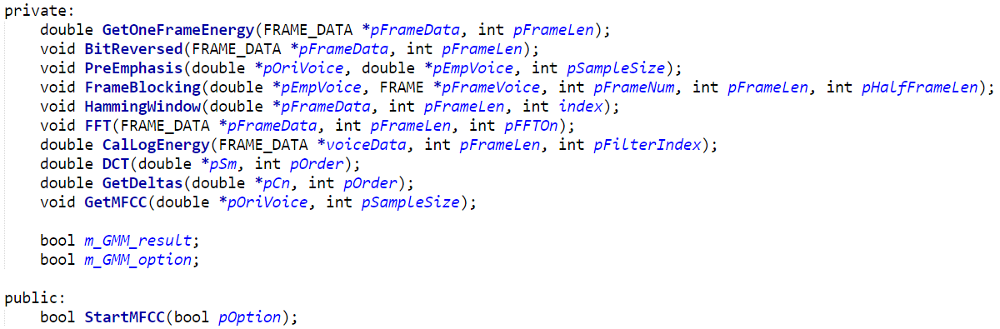 private:
    double GetOneFrameEnergy(FRAME_DATA *pFrameData, int pFrameLen);
    void BitReversed(FRAME_DATA *pFrameData, int pFrameLen);
    void PreEmphasis(double *pOriVoice, double *pEmpVoice, int pSampleSize);
    void FrameBlocking(double *pEmpVoice, FRAME *pFrameVoice, int pFrameNum, int pFrameLen, int pHalfFrameLen);
    void HammingWindow(double *pFrameData, int pFrameLen, int index);
    void FFT(FRAME_DATA *pFrameData, int pFrameLen, int pFFTOn);
    double CalLogEnergy(FRAME_DATA *voiceData, int pFrameLen, int pFilterIndex);
    double DCT(double *pSm, int pOrder);
    double GetDeltas(double *pCn, int pOrder);
    void GetMFCC(double *pOriVoice, int pSampleSize);
    bool m_GMM_result;
    bool m_GMM_option;
public:
    bool StartMFCC(bool pOption);